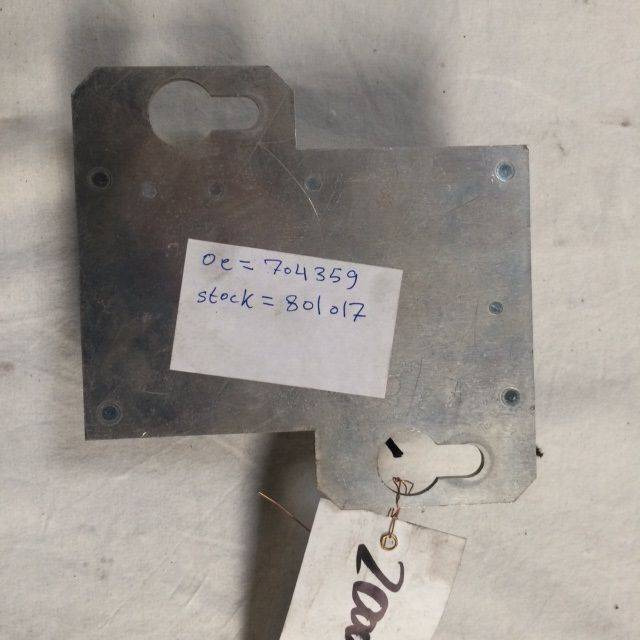 oe = 704359
stock = 801017